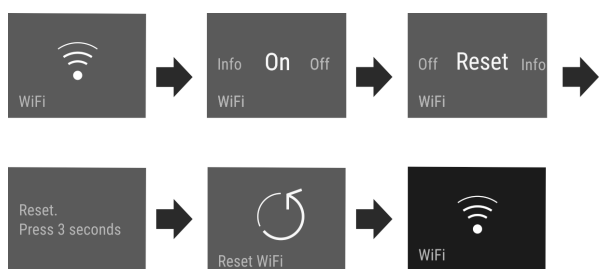 WiFi
Info On Off
WiFi
Off Reset Info
WiFi
Reset.
Press 3 seconds
Reset WiFi
WiFi